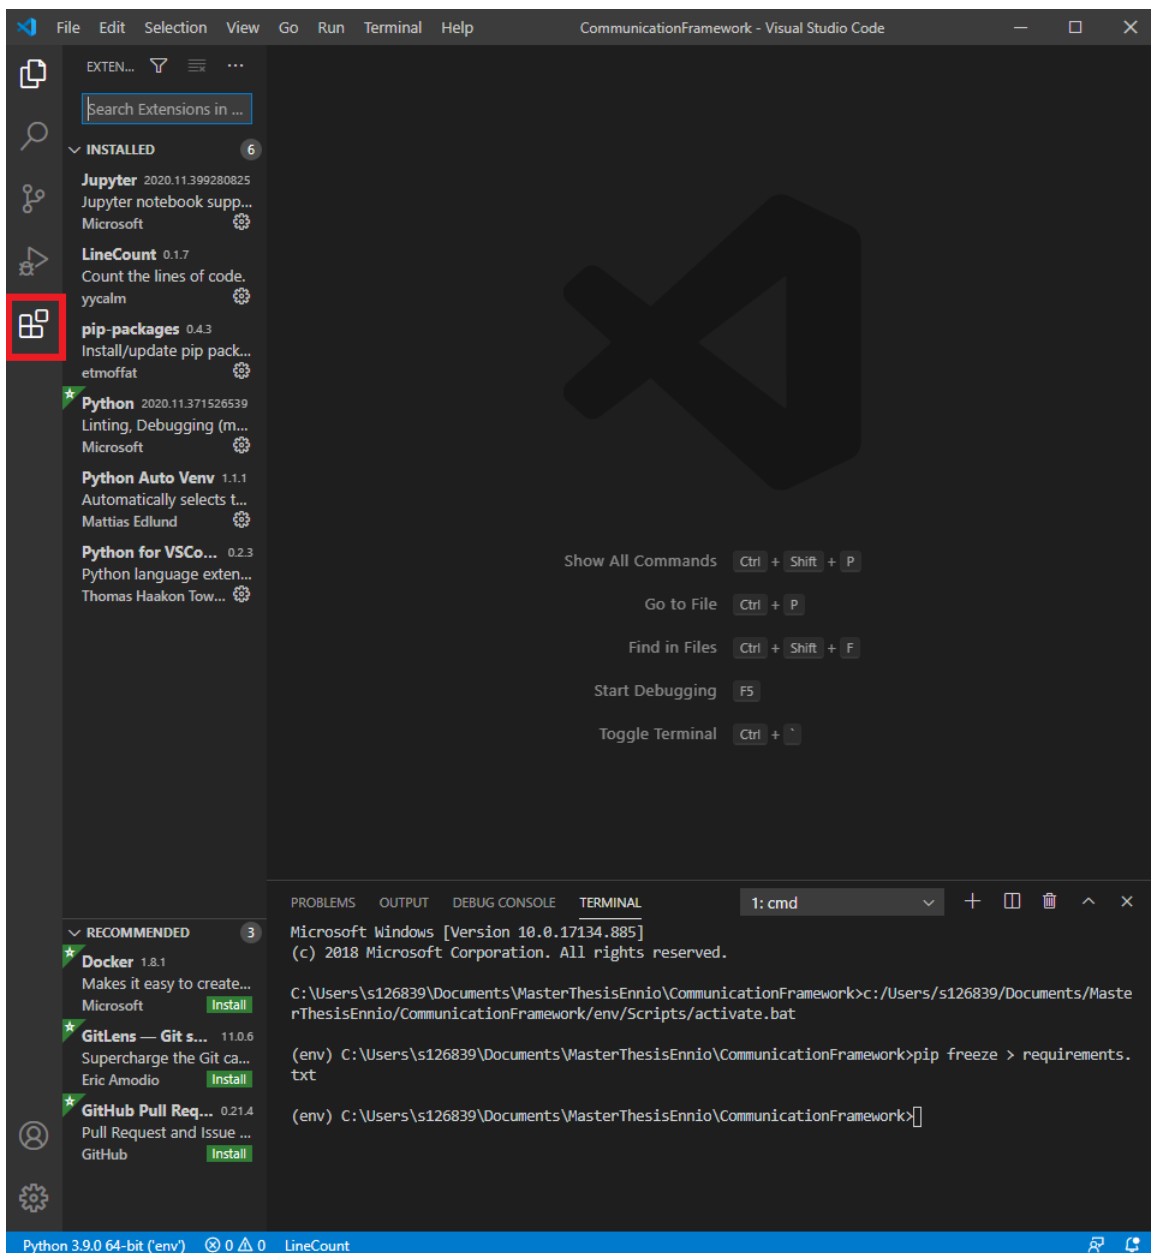 File Edit Selection View Go Run Terminal Help CommunicationFramework - Visual Studio Code
EXTEN...
Search Extensions in ...
INSTALLED 6
Jupyter 2020.11.399280825
Jupyter notebook supp...
Microsoft
LineCount 0.1.7
Count the lines of code.
yycalm
pip-packages 0.4.3
Install/update pip pack...
etmoffat
Python 2020.11.371526539
Linting, Debugging (m...
Microsoft
Python Auto Venv 1.1.1
Automatically selects t...
Mattias Edlund
Python for VSCo... 0.2.3
Python language exten...
Thomas Haakon Tow...
RECOMMENDED 3
Docker 1.8.1
Makes it easy to create...
Microsoft Install
GitLens — Git s... 11.0.6
Supercharge the Git ca...
Eric Amodio Install
GitHub Pull Req... 0.21.4
Pull Request and Issue ...
GitHub Install
Show All Commands Ctrl + Shift + P
Go to File Ctrl + P
Find in Files Ctrl + Shift + F
Start Debugging F5
Toggle Terminal Ctrl + `
PROBLEMS OUTPUT DEBUG CONSOLE TERMINAL 1: cmd
Microsoft Windows [Version 10.0.17134.885]
(c) 2018 Microsoft Corporation. All rights reserved.
C:\Users\s126839\Documents\MasterThesisEnnio\CommunicationFramework>c:/Users/s126839/Documents/Maste
rThesisEnnio/CommunicationFramework/env/Scripts/activate.bat
(env) C:\Users\s126839\Documents\MasterThesisEnnio\CommunicationFramework>pip freeze > requirements.
txt
(env) C:\Users\s126839\Documents\MasterThesisEnnio\CommunicationFramework>
Python 3.9.0 64-bit ('env') 0 0 LineCount